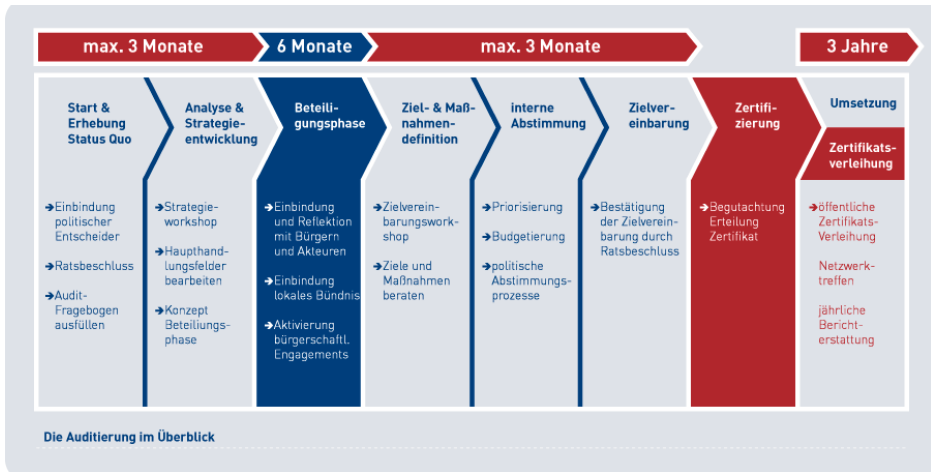 max. 3 Monate
6 Monate
max. 3 Monate
3 Jahre
Start &
Erhebung
Status Quo
➔Einbindung
politischer
Entscheider
➔Ratsbeschluss
➔Audit-
Fragebogen
ausfüllen
Analyse &
Strategie-
entwicklung
➔Strategie-
workshop
➔Haupthand-
lungsfelder
bearbeiten
➔Konzept
Beteiliungs-
phase
Beteili-
gungsphase
➔Einbindung
und Reflektion
mit Bürgern
und Akteuren
➔Einbindung
lokales Bündnis
➔Aktivierung
bürgerschaftl.
Engagements
Ziel- & Maß-
nahmen-
definition
➔Zielverein-
barungswork-
shop
➔Ziele und
Maßnahmen
beraten
interne
Abstimmung
➔Priorisierung
➔Budgetierung
➔politische
Abstimmungs-
prozesse
Zielver-
einbarung
➔Bestätigung
der Zielverein-
barung durch
Ratsbeschluss
Zertifi-
zierung
➔Begutachtung
Erteilung
Zertifikat
Umsetzung
Zertifikats-
verleihung
➔öffentliche
Zertifikats-
Verleihung
Netzwerk-
treffen
jährliche
Bericht-
erstattung
Die Auditierung im Überblick